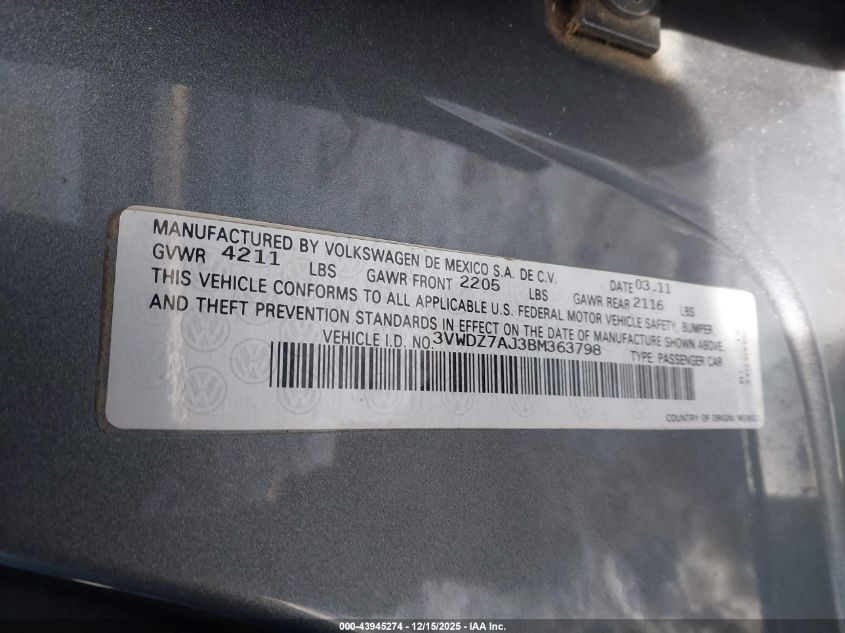 MANUFACTURED BY VOLKSWAGEN DE MEXICO S.A. DE C.V. DATE 03.11
GVWR 4211 LBS GAWR FRONT 2205 LBS GAWR REAR 2116 LBS
THIS VEHICLE CONFORMS TO ALL APPLICABLE U.S. FEDERAL MOTOR VEHICLE SAFETY, BUMPER,
AND THEFT PREVENTION STANDARDS IN EFFECT ON THE DATE OF MANUFACTURE SHOWN ABOVE.
VEHICLE I.D. NO. 3VWDZ7AJ3BM363798 TYPE: PASSENGER CAR
COUNTRY OF ORIGIN: MEXICO
000-43945274 - 12/15/2025 - IAA Inc.